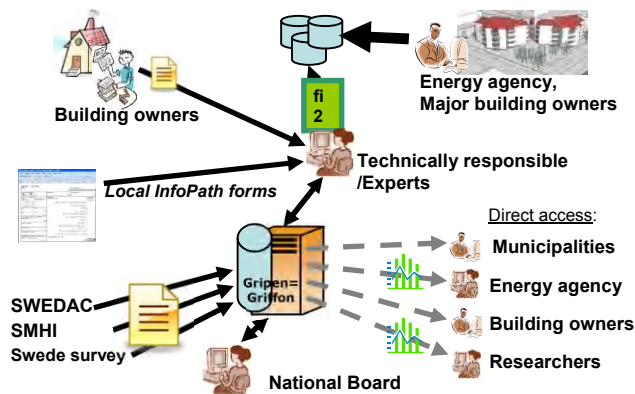 Building owners
Energy agency,
Major building owners
fi
2
Technically responsible
/Experts
Local InfoPath forms
Direct access:
Municipalities
Energy agency
Building owners
Researchers
Gripen=
Griffon
SWEDAC
SMHI
Swede survey
National Board